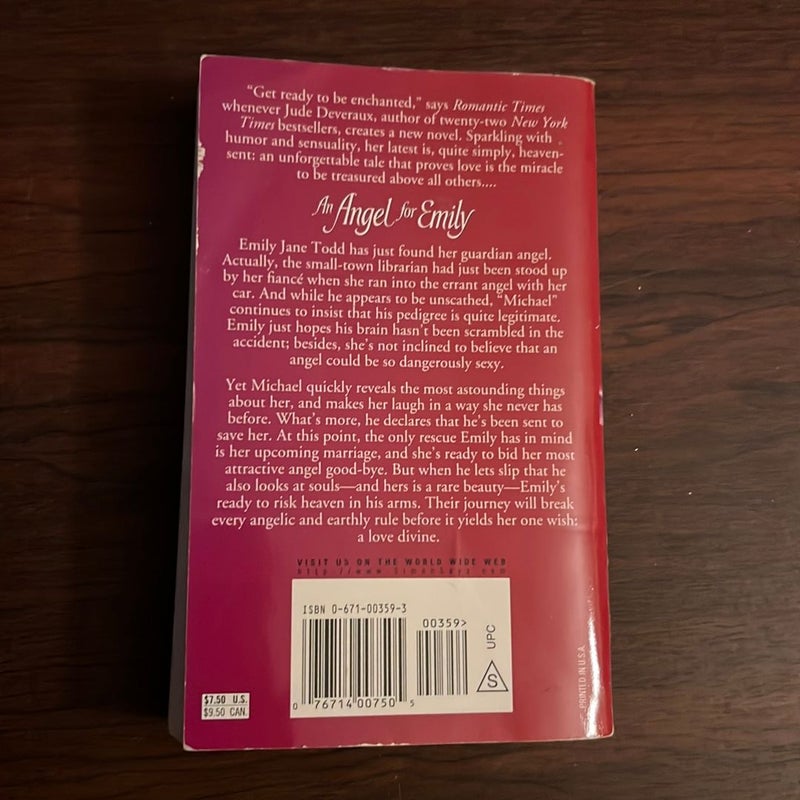 “Get ready to be enchanted,” says Romantic Times
whenever Jude Deveraux, author of twenty-two New York
Times bestsellers, creates a new novel. Sparkling with
humor and sensuality, her latest is, quite simply, heaven-
sent: an unforgettable tale that proves love is the miracle
to be treasured above all others....
An Angel for Emily
Emily Jane Todd has just found her guardian angel.
Actually, the small-town librarian had just been stood up
by her fiancé when she ran into the errant angel with her
car. And while he appears to be unscathed, “Michael”
continues to insist that his pedigree is quite legitimate.
Emily just hopes his brain hasn’t been scrambled in the
accident; besides, she’s not inclined to believe that an
angel could be so dangerously sexy.
Yet Michael quickly reveals the most astounding things
about her, and makes her laugh in a way she never has
before. What’s more, he declares that he’s been sent to
save her. At this point, the only rescue Emily has in mind
is her upcoming marriage, and she’s ready to bid her most
attractive angel good-bye. But when he lets slip that he
also looks at souls—and hers is a rare beauty—Emily’s
ready to risk heaven in his arms. Their journey will break
every angelic and earthly rule before it yields her one wish:
a love divine.
VISIT US ON THE WORLD WIDE WEB
http://www.SimonSays.com
ISBN 0-671-00359-3
00359>
UPC
S
0 76714 00750 5
$7.50 U.S.
$9.50 CAN.
PRINTED IN U.S.A.